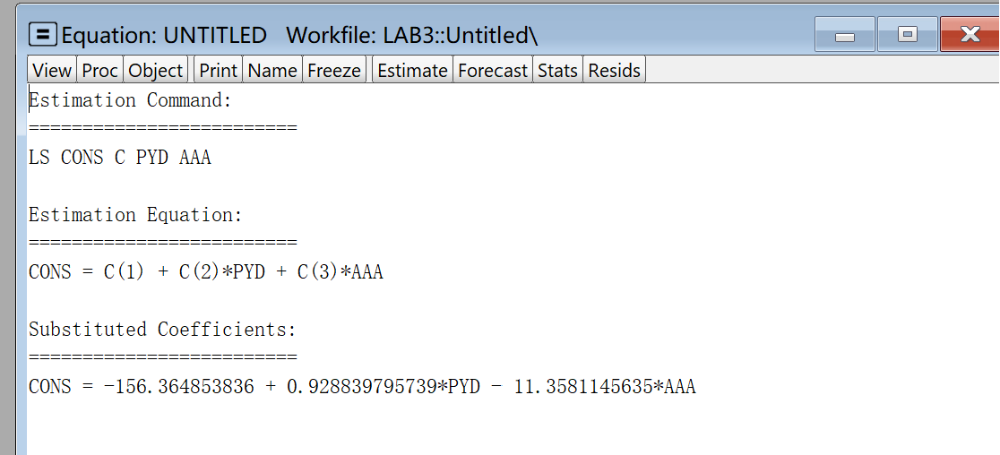 Equation: UNTITLED Workfile: LAB3::Untitled\
View Proc Object Print Name Freeze Estimate Forecast Stats Resids
Estimation Command:
=========================
LS CONS C PYD AAA
Estimation Equation:
=========================
CONS = C(1) + C(2)*PYD + C(3)*AAA
Substituted Coefficients:
=========================
CONS = -156.364853836 + 0.928839795739*PYD - 11.3581145635*AAA